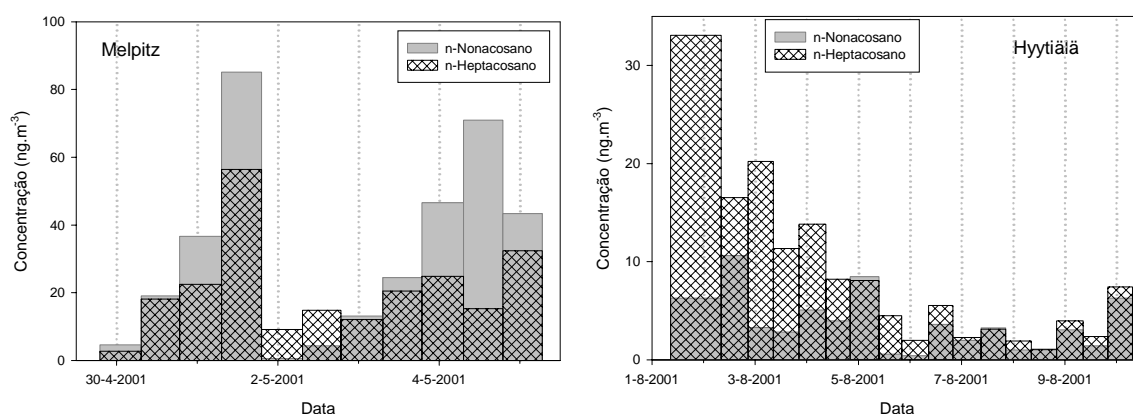 Melpitz
n-Nonacosano
n-Heptacosano
Concentração (ng.m-3)
100
80
60
40
20
0
30-4-2001 2-5-2001 4-5-2001
Data
Hyytiälä
n-Nonacosano
n-Heptacosano
Concentração (ng.m-3)
30
20
10
0
1-8-2001 3-8-2001 5-8-2001 7-8-2001 9-8-2001
Data